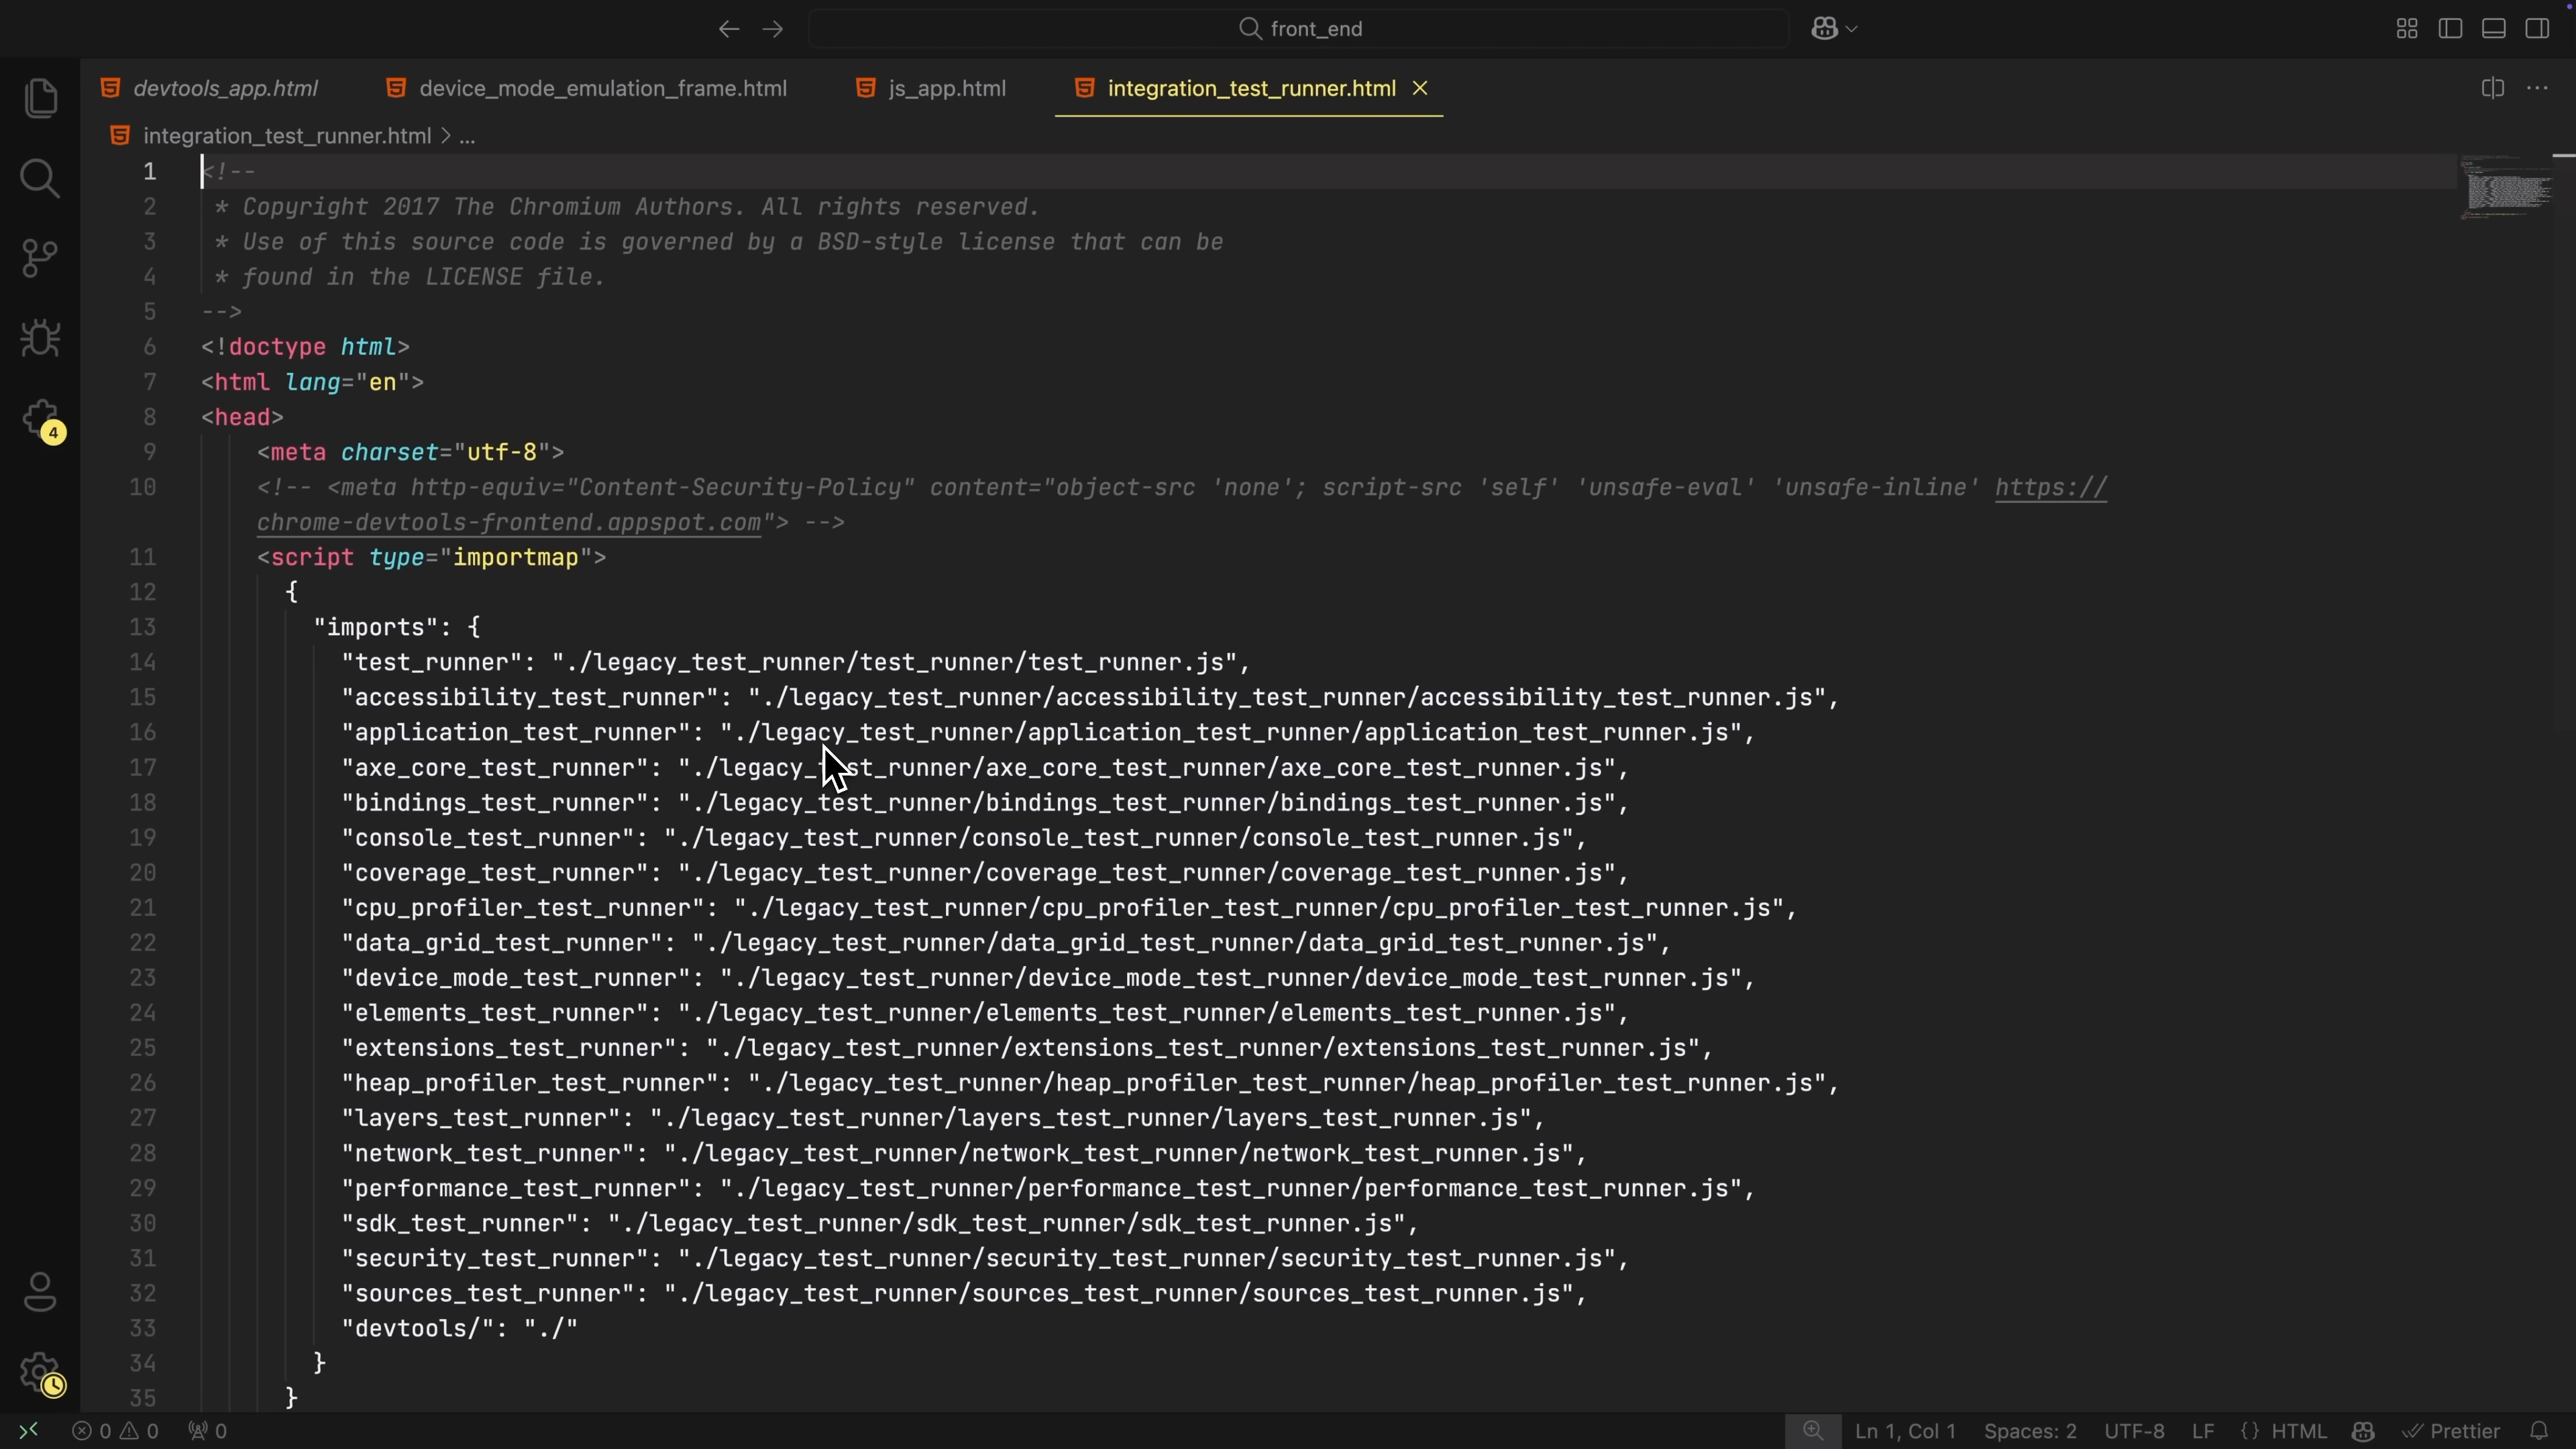 front_end
devtools_app.html device_mode_emulation_frame.html js_app.html integration_test_runner.html
integration_test_runner.html > ...
1 <!--
2 * Copyright 2017 The Chromium Authors. All rights reserved.
3 * Use of this source code is governed by a BSD-style license that can be
4 * found in the LICENSE file.
5 -->
6 <!doctype html>
7 <html lang="en">
8 <head>
9 <meta charset="utf-8">
10 <!-- <meta http-equiv="Content-Security-Policy" content="object-src 'none'; script-src 'self' 'unsafe-eval' 'unsafe-inline' https://
chrome-devtools-frontend.appspot.com"> -->
11 <script type="importmap">
12 {
13 "imports": {
14 "test_runner": "./legacy_test_runner/test_runner/test_runner.js",
15 "accessibility_test_runner": "./legacy_test_runner/accessibility_test_runner/accessibility_test_runner.js",
16 "application_test_runner": "./legacy_test_runner/application_test_runner/application_test_runner.js",
17 "axe_core_test_runner": "./legacy_test_runner/axe_core_test_runner/axe_core_test_runner.js",
18 "bindings_test_runner": "./legacy_test_runner/bindings_test_runner/bindings_test_runner.js",
19 "console_test_runner": "./legacy_test_runner/console_test_runner/console_test_runner.js",
20 "coverage_test_runner": "./legacy_test_runner/coverage_test_runner/coverage_test_runner.js",
21 "cpu_profiler_test_runner": "./legacy_test_runner/cpu_profiler_test_runner/cpu_profiler_test_runner.js",
22 "data_grid_test_runner": "./legacy_test_runner/data_grid_test_runner/data_grid_test_runner.js",
23 "device_mode_test_runner": "./legacy_test_runner/device_mode_test_runner/device_mode_test_runner.js",
24 "elements_test_runner": "./legacy_test_runner/elements_test_runner/elements_test_runner.js",
25 "extensions_test_runner": "./legacy_test_runner/extensions_test_runner/extensions_test_runner.js",
26 "heap_profiler_test_runner": "./legacy_test_runner/heap_profiler_test_runner/heap_profiler_test_runner.js",
27 "layers_test_runner": "./legacy_test_runner/layers_test_runner/layers_test_runner.js",
28 "network_test_runner": "./legacy_test_runner/network_test_runner/network_test_runner.js",
29 "performance_test_runner": "./legacy_test_runner/performance_test_runner/performance_test_runner.js",
30 "sdk_test_runner": "./legacy_test_runner/sdk_test_runner/sdk_test_runner.js",
31 "security_test_runner": "./legacy_test_runner/security_test_runner/security_test_runner.js",
32 "sources_test_runner": "./legacy_test_runner/sources_test_runner/sources_test_runner.js",
33 "devtools/": "./"
34 }
35 }
4
0 0 0 Ln 1, Col 1 Spaces: 2 UTF-8 LF {} HTML Prettier